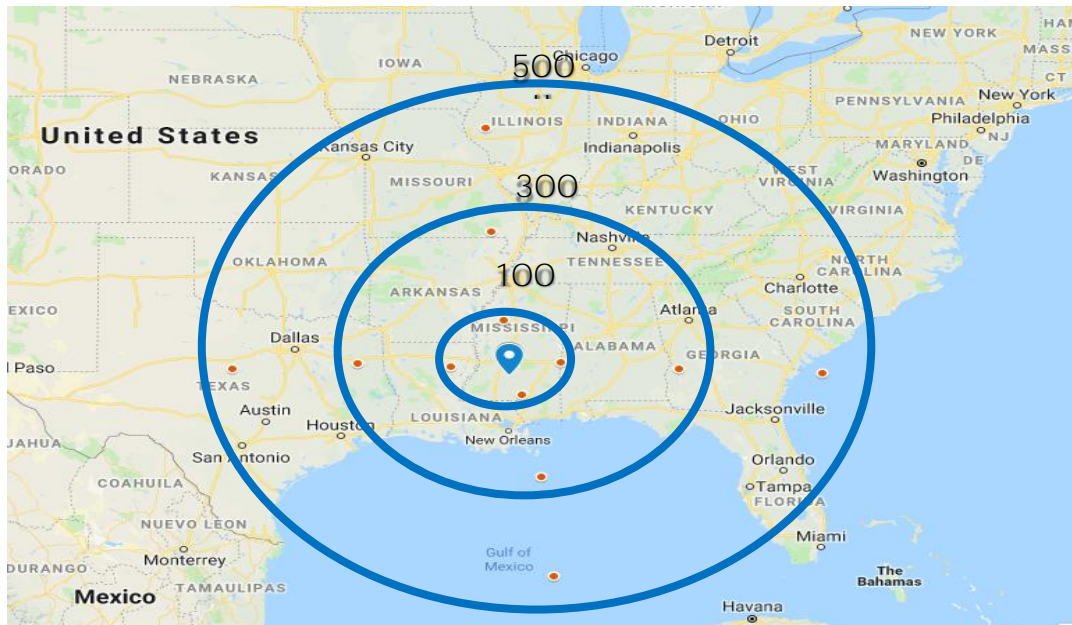 MICHIGAN
Detroit
NEW YORK
MASS
IOWA
500
Chicago
NEBRASKA
CT
New York
PENNSYLVANIA
ILLINOIS
INDIANA
OHIO
Philadelphia
United States
NJ
Kansas City
Indianapolis
MARYLAND
DE
KANSAS
WEST
VIRGINIA
Washington
MISSOURI
300
KENTUCKY
VIRGINIA
Nashville
TENNESSEE
NORTH
CAROLINA
OKLAHOMA
100
Charlotte
ARKANSAS
Atlanta
SOUTH
CAROLINA
MISSISSIPPI
Dallas
ALABAMA
GEORGIA
l Paso
TEXAS
Austin
Houston
LOUISIANA
Jacksonville
New Orleans
San Antonio
COAHUILA
Orlando
Tampa
FLORIDA
NUEVO LEON
Monterrey
Miami
Gulf of
Mexico
The
Bahamas
DURANGO
Mexico
TAMAULIPAS
Havana